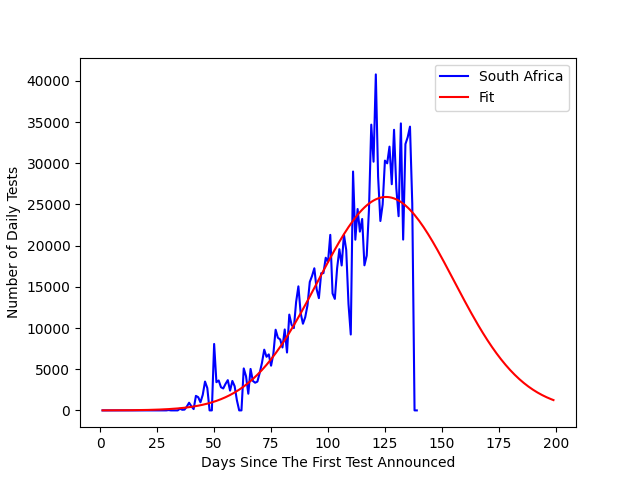 South Africa
Fit
Number of Daily Tests
40000
35000
30000
25000
20000
15000
10000
5000
0
0 25 50 75 100 125 150 175 200
Days Since The First Test Announced